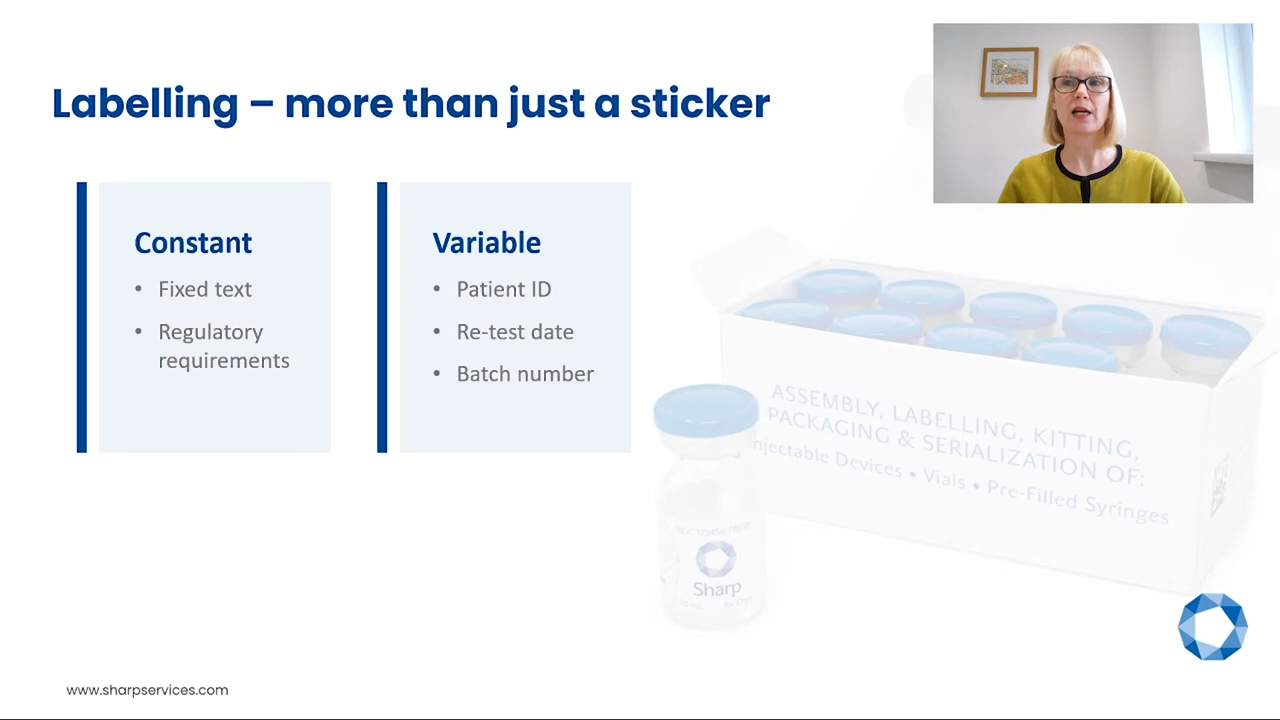 Labelling – more than just a sticker
Constant
• Fixed text
• Regulatory
requirements
Variable
• Patient ID
• Re-test date
• Batch number
ASSEMBLY, LABELLING, KITTING,
PACKAGING & SERIALIZATION OF:
Injectable Devices • Vials • Pre-Filled Syringes
Sharp
www.sharpservices.com